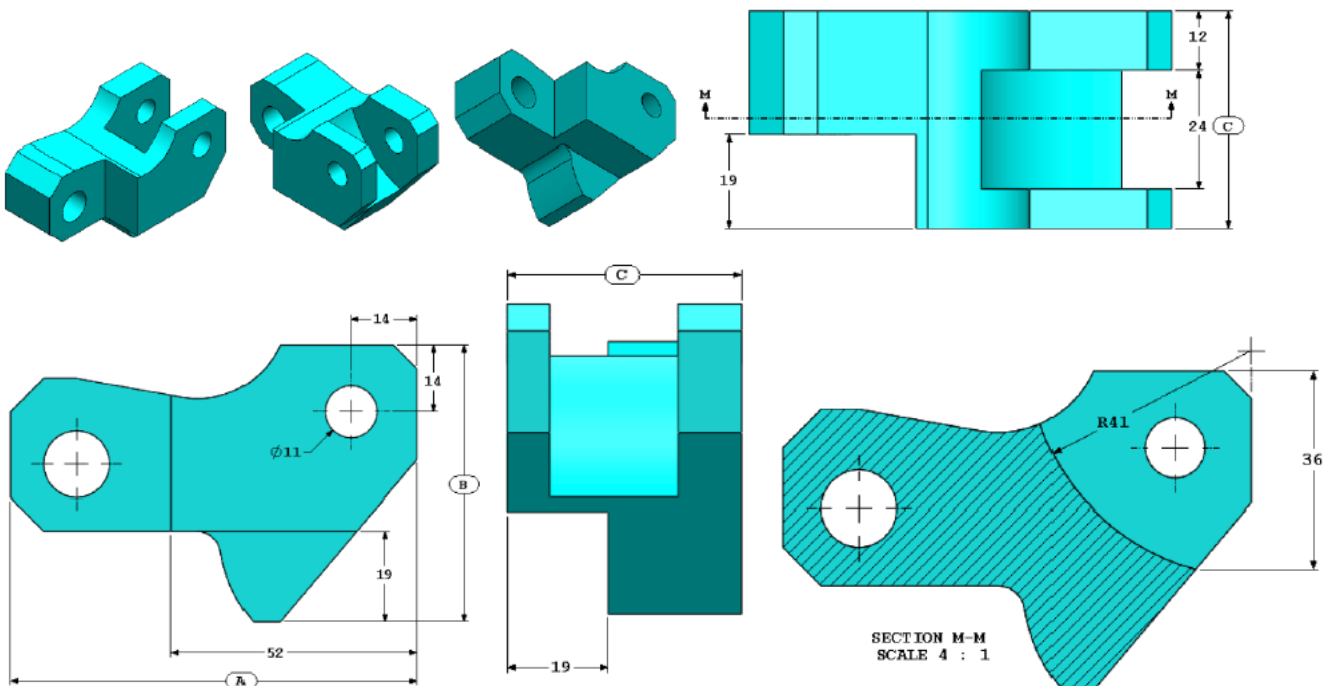 12
M
M
24
C
19
C
14
14
Ø11
B
R41
36
19
52
19
A
SECTION M-M
SCALE 4 : 1